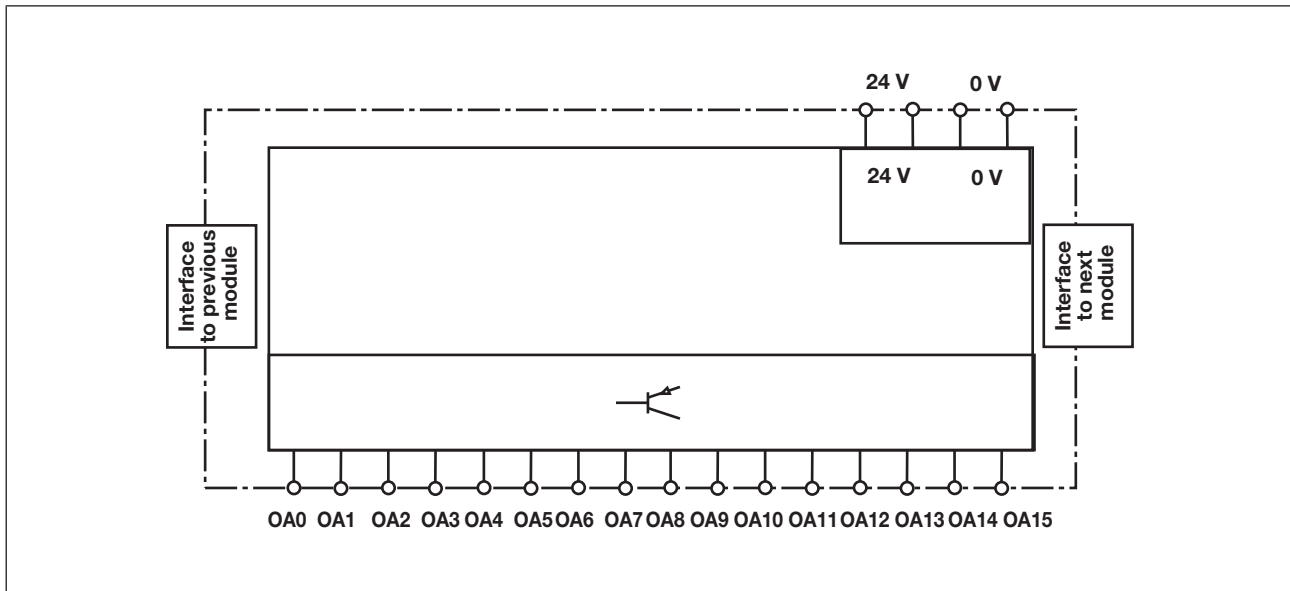 24 V 0 V
24 V 0 V
Interface
to previous
module
Interface
to next
module
OA0 OA1 OA2 OA3 OA4 OA5 OA6 OA7 OA8 OA9 OA10 OA11 OA12 OA13 OA14 OA15